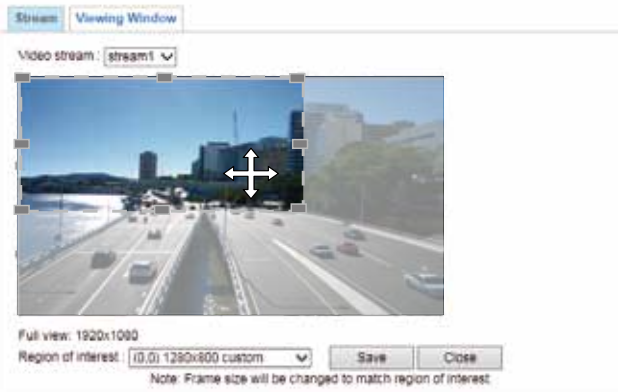 Stream Viewing Window
Video stream : stream1
Full view: 1920x1080
Region of interest : (0,0) 1280x800 custom Save Close
Note: Frame size will be changed to match region of interest